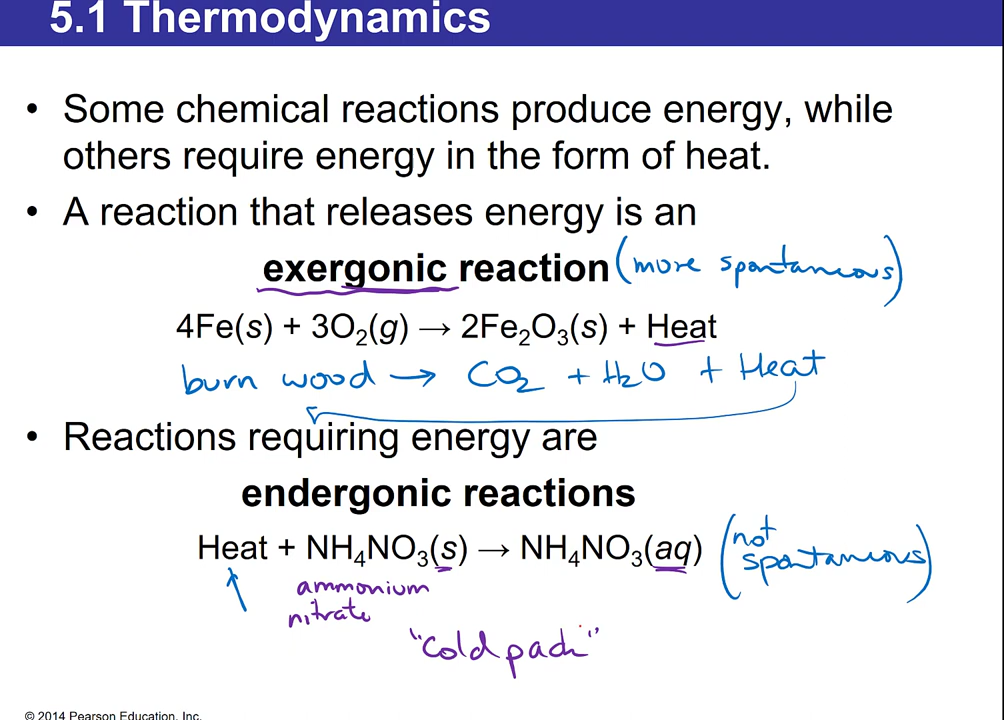 5.1 Thermodynamics
• Some chemical reactions produce energy, while
others require energy in the form of heat.
• A reaction that releases energy is an
exergonic reaction (more spontaneous)
4Fe(s) + 3O₂(g) → 2Fe₂O₃(s) + Heat
burn wood → CO₂ + H₂O + Heat
• Reactions requiring energy are
endergonic reactions
Heat + NH₄NO₃(s) → NH₄NO₃(aq) (not spontaneous)
ammonium
nitrate
"Cold pack"
© 2014 Pearson Education, Inc.